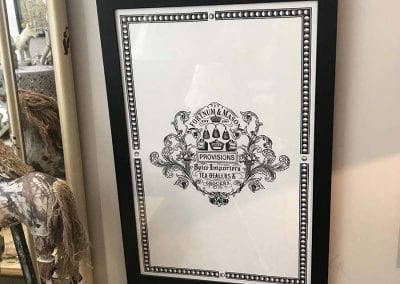 FORTNUM & MASON
PROVISIONS
Spice Importers
TEA DEALERS &
GROCERS